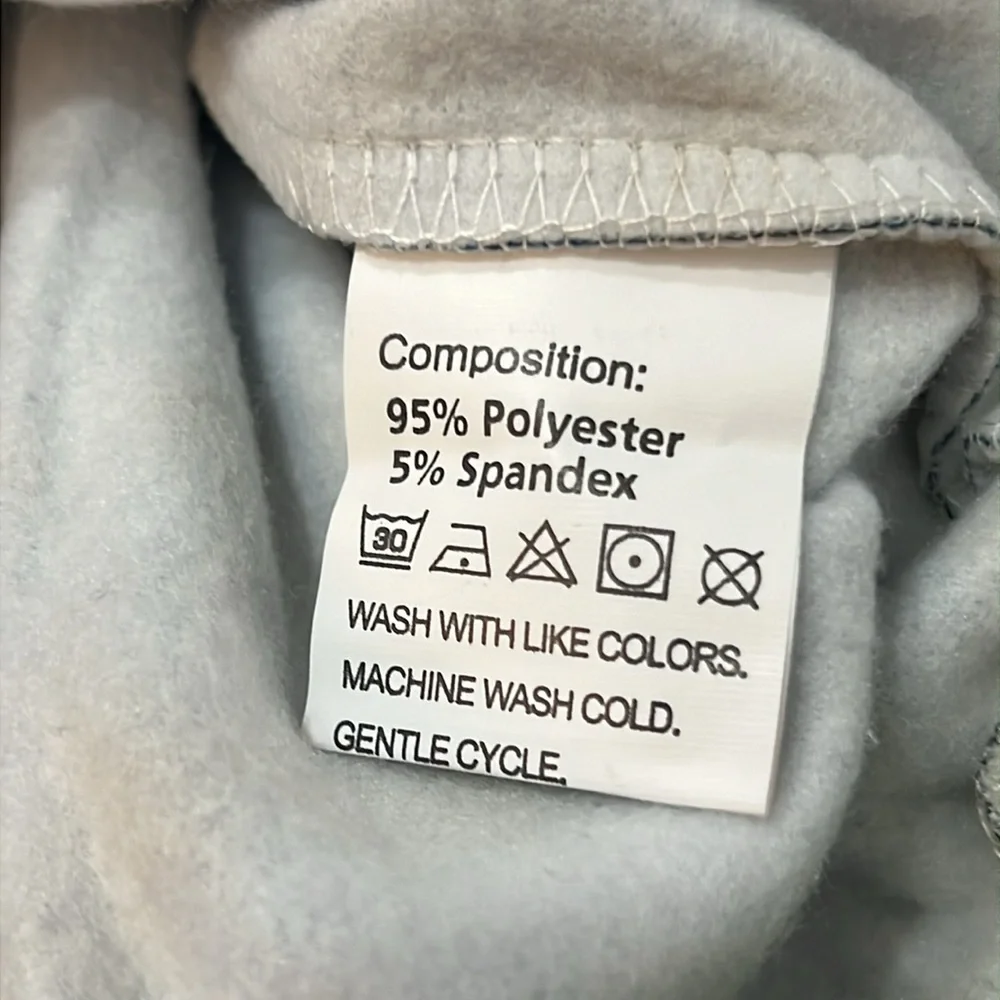 Composition:
95% Polyester
5% Spandex
30
WASH WITH LIKE COLORS.
MACHINE WASH COLD.
GENTLE CYCLE.